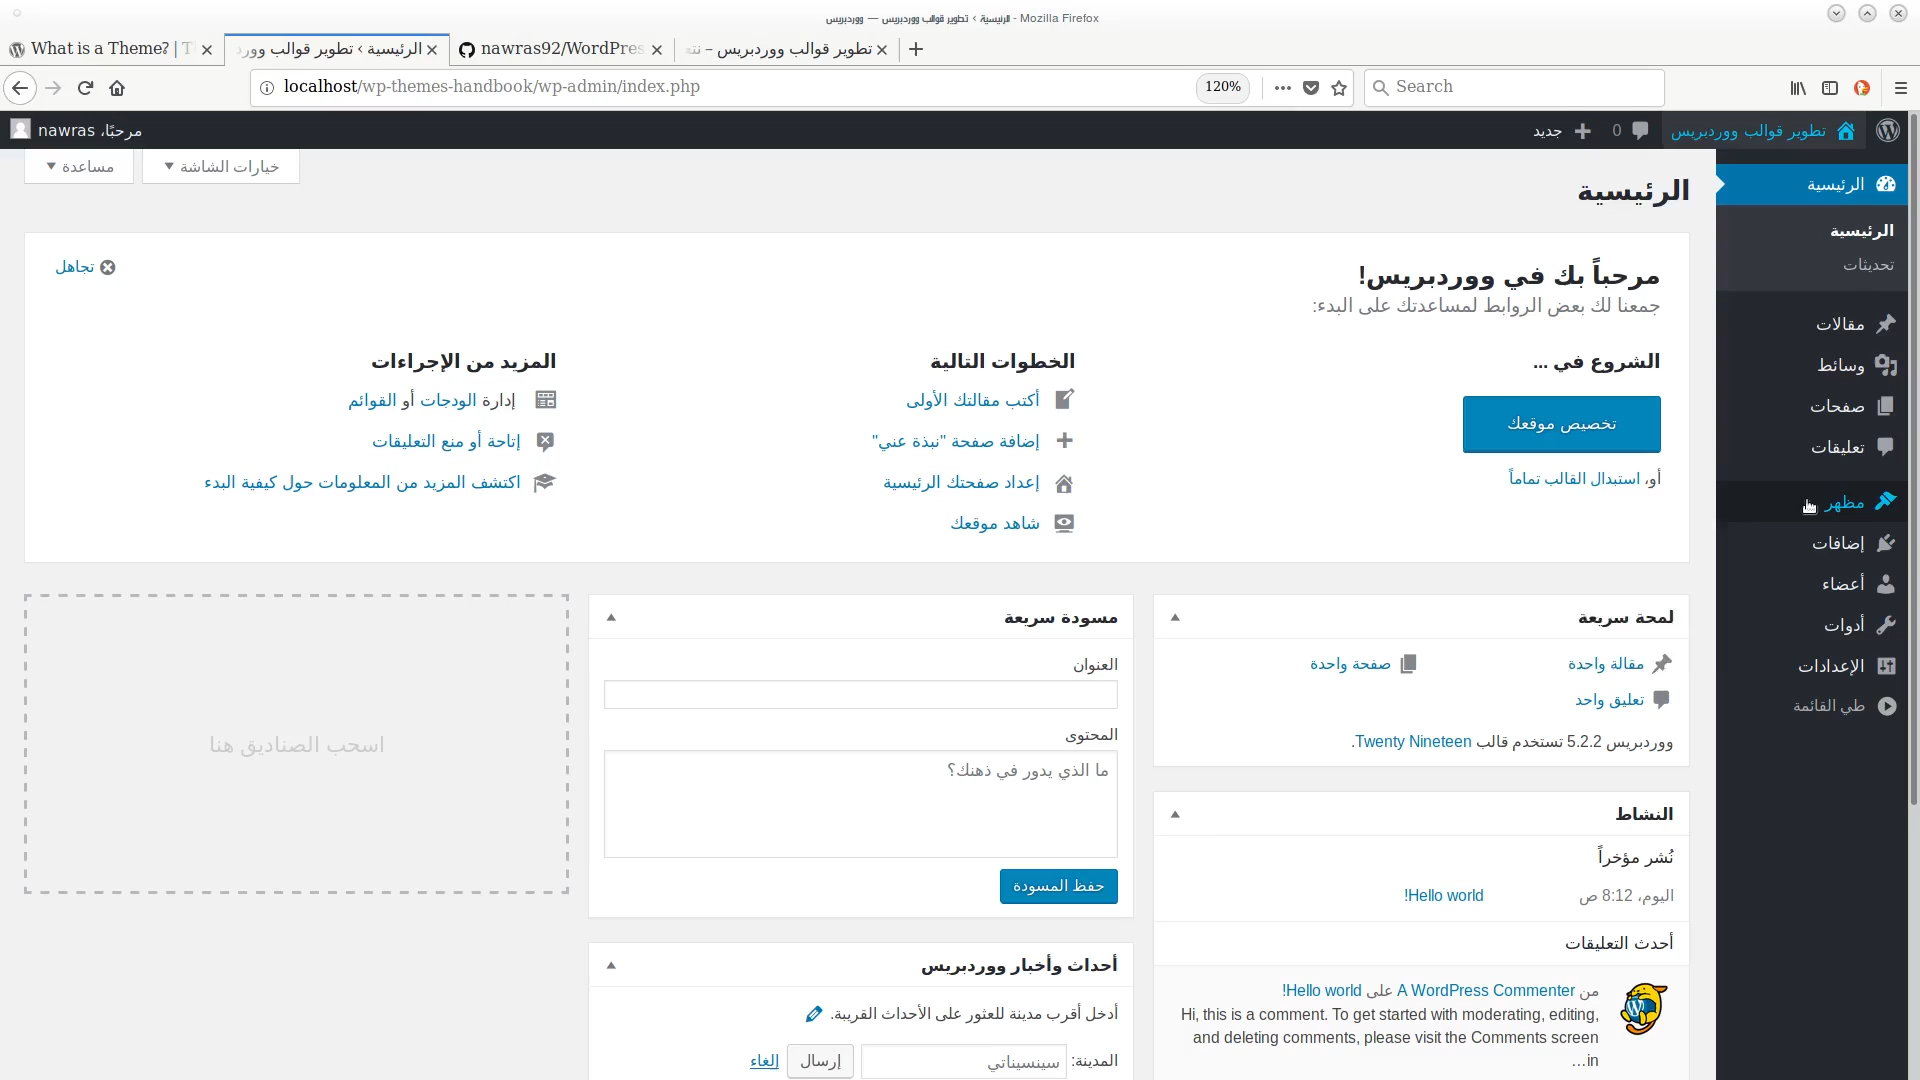 الرئيسية ‹ تطوير قوالب ووردبريس — ووردبريس - Mozilla Firefox
What is a Theme? | T
الرئيسية ‹ تطوير قوالب وورد
nawras92/WordPres
تطوير قوالب ووردبريس –
localhost/wp-themes-handbook/wp-admin/index.php
120%
Search
تطوير قوالب ووردبريس
0
جديد
مرحبًا، nawras
خيارات الشاشة
مساعدة
الرئيسية
الرئيسية
تحديثات
مقالات
وسائط
صفحات
تعليقات
مظهر
إضافات
أعضاء
أدوات
الإعدادات
طي القائمة
الرئيسية
تجاهل
مرحباً بك في ووردبريس!
جمعنا لك بعض الروابط لمساعدتك على البدء:
الشروع في ...
تخصيص موقعك
أو، استبدال القالب تماماً
الخطوات التالية
أكتب مقالتك الأولى
إضافة صفحة "نبذة عني"
إعداد صفحتك الرئيسية
شاهد موقعك
المزيد من الإجراءات
إدارة الودجات أو القوائم
إتاحة أو منع التعليقات
اكتشف المزيد من المعلومات حول كيفية البدء
لمحة سريعة
مقالة واحدة
صفحة واحدة
تعليق واحد
ووردبريس 5.2.2 تستخدم قالب Twenty Nineteen.
النشاط
نُشر مؤخراً
اليوم، 8:12 ص
Hello world!
أحدث التعليقات
من A WordPress Commenter على Hello world!
Hi, this is a comment. To get started with moderating, editing,
and deleting comments, please visit the Comments screen
in…
مسودة سريعة
العنوان
المحتوى
ما الذي يدور في ذهنك؟
حفظ المسودة
أحداث وأخبار ووردبريس
أدخل أقرب مدينة للعثور على الأحداث القريبة.
المدينة:
سينسيناتي
إرسال
إلغاء
اسحب الصناديق هنا